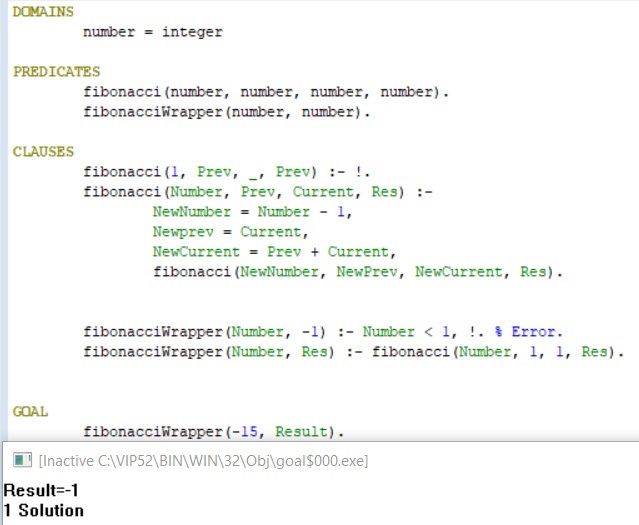 DOMAINS
number = integer
PREDICATES
fibonacci(number, number, number, number).
fibonacciWrapper(number, number).
CLAUSES
fibonacci(1, Prev, _, Prev) :- !.
fibonacci(Number, Prev, Current, Res) :-
NewNumber = Number - 1,
Newprev = Current,
NewCurrent = Prev + Current,
fibonacci(NewNumber, NewPrev, NewCurrent, Res).
fibonacciWrapper(Number, -1) :- Number < 1, !. % Error.
fibonacciWrapper(Number, Res) :- fibonacci(Number, 1, 1, Res).
GOAL
fibonacciWrapper(-15, Result).
[Inactive C:\VIP52\BIN\WIN\32\Obj\goal$000.exe]
Result=-1
1 Solution